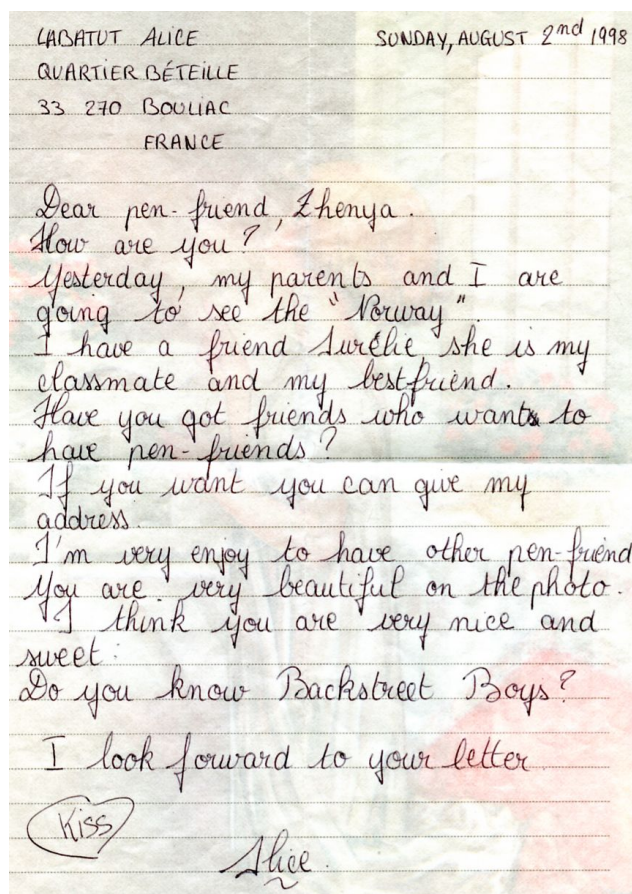 LABATUT ALICE SUNDAY, AUGUST 2nd 1998
QUARTIER BÉTEILLE
33 270 BOULIAC
FRANCE
Dear pen-friend, Zhenya.
How are you?
Yesterday, my parents and I are
going to see the "Norway".
I have a friend Aurélie, she is my
classmate and my bestfriend.
Have you got friends who want to
have pen-friends?
If you want you can give my
address.
I'm very enjoy to have other pen-friend
You are very beautiful on the photo.
I think you are very nice and
sweet.
Do you know Backstreet Boys?
I look forward to your letter
Kiss
Alice.